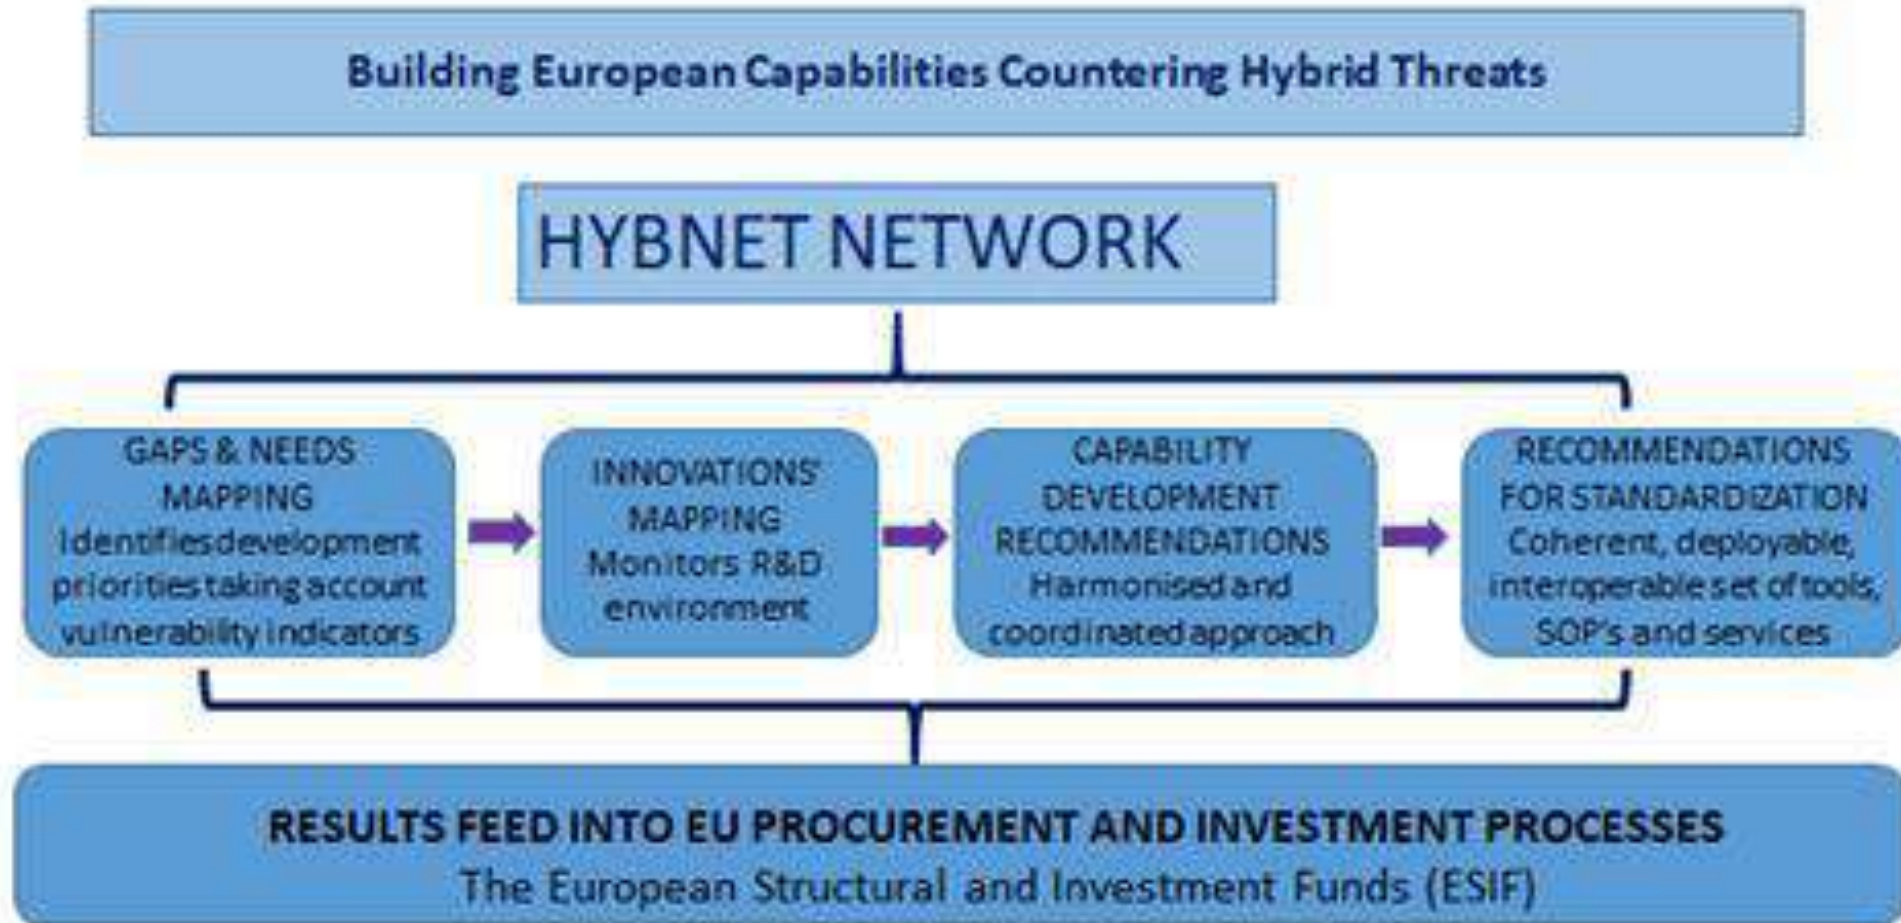 Building European Capabilities Countering Hybrid Threats
HYBNET NETWORK
GAPS & NEEDS
MAPPING
Identifies development
priorities taking account
vulnerability indicators
INNOVATIONS'
MAPPING
Monitors R&D
environment
CAPABILITY
DEVELOPMENT
RECOMMENDATIONS
Harmonised and
coordinated approach
RECOMMENDATIONS
FOR STANDARDIZATION
Coherent, deployable,
interoperable set of tools,
SOP's and services
RESULTS FEED INTO EU PROCUREMENT AND INVESTMENT PROCESSES
The European Structural and Investment Funds (ESIF)